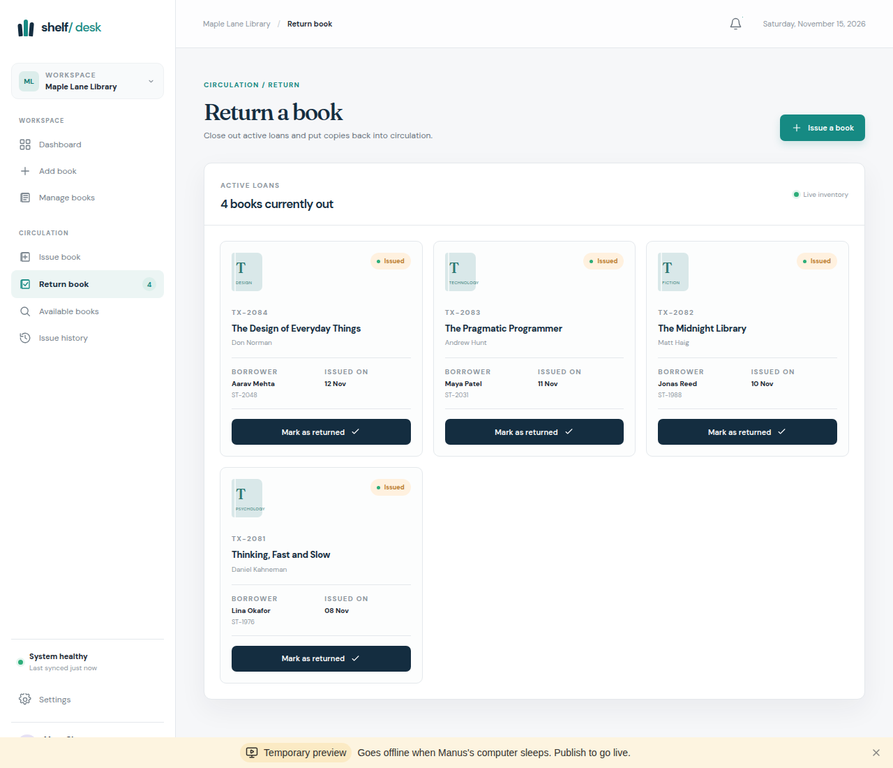 shelf/ desk
ML
WORKSPACE
Maple Lane Library
WORKSPACE
Dashboard
Add book
Manage books
CIRCULATION
Issue book
Return book
4
Available books
Issue history
System healthy
Last synced just now
Settings
Maple Lane Library / Return book
Saturday, November 15, 2025
CIRCULATION / RETURN
Return a book
Close out active loans and put copies back into circulation.
Issue a book
ACTIVE LOANS
4 books currently out
Live inventory
T
DESIGN
Issued
TX-2084
The Design of Everyday Things
Don Norman
BORROWER
ISSUED ON
Aarav Mehta
12 Nov
ST-2048
Mark as returned
T
TECHNOLOGY
Issued
TX-2083
The Pragmatic Programmer
Andrew Hunt
BORROWER
ISSUED ON
Maya Patel
11 Nov
ST-2031
Mark as returned
T
FICTION
Issued
TX-2082
The Midnight Library
Matt Haig
BORROWER
ISSUED ON
Jonas Reed
10 Nov
ST-1988
Mark as returned
T
PSYCHOLOGY
Issued
TX-2081
Thinking, Fast and Slow
Daniel Kahneman
BORROWER
ISSUED ON
Lina Okafor
08 Nov
ST-1976
Mark as returned
Temporary preview Goes offline when Manus's computer sleeps. Publish to go live.